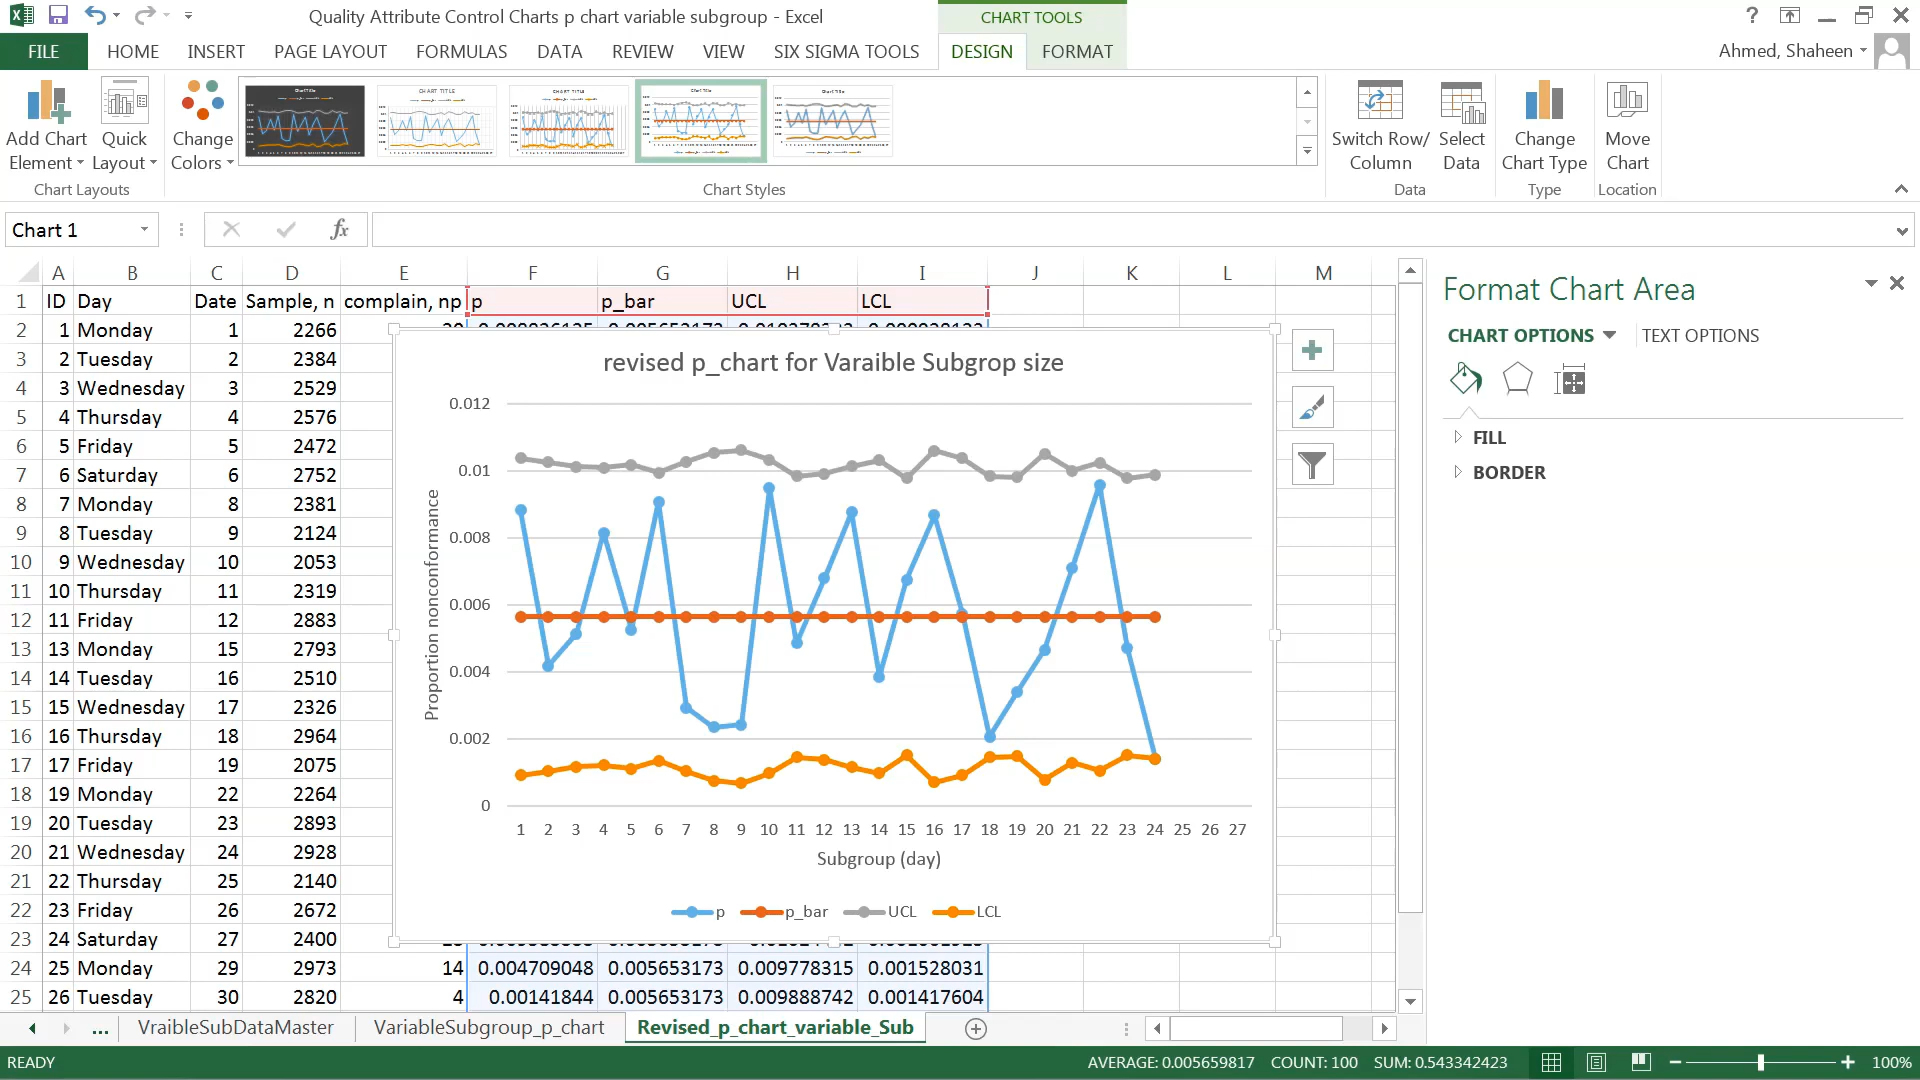 Quality Attribute Control Charts p chart variable subgroup - Excel
CHART TOOLS
?
FILE HOME INSERT PAGE LAYOUT FORMULAS DATA REVIEW VIEW SIX SIGMA TOOLS DESIGN FORMAT
Ahmed, Shaheen
Add Chart Element
Quick Layout
Change Colors
Switch Row/ Column
Select Data
Change Chart Type
Move Chart
Chart Layouts
Chart Styles
Data
Type
Location
Chart 1
fx
A B C D E F G H I J K L M
1 ID Day Date Sample, n complain, np p p_bar UCL LCL
2 1 Monday 1 2266
3 2 Tuesday 2 2384
4 3 Wednesday 3 2529
5 4 Thursday 4 2576
6 5 Friday 5 2472
7 6 Saturday 6 2752
8 7 Monday 8 2381
9 8 Tuesday 9 2124
10 9 Wednesday 10 2053
11 10 Thursday 11 2319
12 11 Friday 12 2883
13 13 Monday 15 2793
14 14 Tuesday 16 2510
15 15 Wednesday 17 2326
16 16 Thursday 18 2964
17 17 Friday 19 2075
18 19 Monday 22 2264
19 20 Tuesday 23 2893
20 21 Wednesday 24 2928
21 22 Thursday 25 2140
22 23 Friday 26 2672
23 24 Saturday 27 2400
24 25 Monday 29 2973 14 0.004709048 0.005653173 0.009778315 0.001528031
25 26 Tuesday 30 2820 4 0.00141844 0.005653173 0.009888742 0.001417604
revised p_chart for Varaible Subgrop size
Proportion nonconformance
0.012
0.01
0.008
0.006
0.004
0.002
0
1 2 3 4 5 6 7 8 9 10 11 12 13 14 15 16 17 18 19 20 21 22 23 24 25 26 27
Subgroup (day)
p p_bar UCL LCL
Format Chart Area
CHART OPTIONS TEXT OPTIONS
FILL
BORDER
... VraibleSubDataMaster VariableSubgroup_p_chart Revised_p_chart_variable_Sub
READY
AVERAGE: 0.005659817 COUNT: 100 SUM: 0.543342423
100%